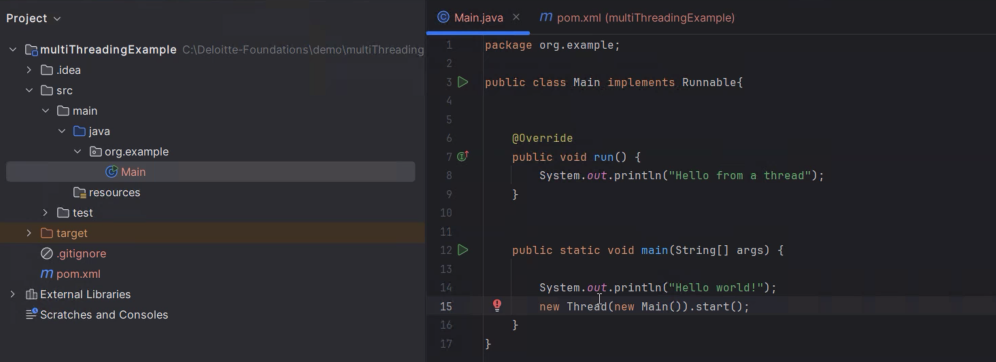 Project
multiThreadingExample C:\Deloitte-Foundations\demo\multiThreading
.idea
src
main
java
org.example
Main
resources
test
target
.gitignore
pom.xml
External Libraries
Scratches and Consoles
Main.java × pom.xml (multiThreadingExample)
1 package org.example;
2
3 public class Main implements Runnable{
4
5
6 @Override
7 public void run() {
8 System.out.println("Hello from a thread");
9 }
10
11
12 public static void main(String[] args) {
13
14 System.out.println("Hello world!");
15 new Thread(new Main()).start();
16 }
17 }